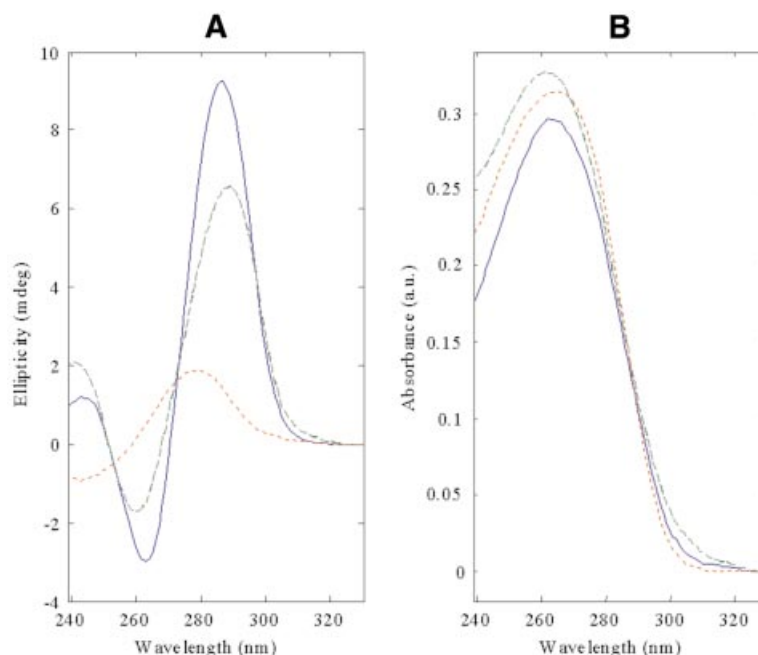 A
10
8
6
4
2
0
-2
-4
Ellipticity (mdeg)
240 260 280 300 320
Wavelength (nm)
B
0.3
0.25
0.2
0.15
0.1
0.05
0
Absorbance (a.u.)
240 260 280 300 320
Wavelength (nm)